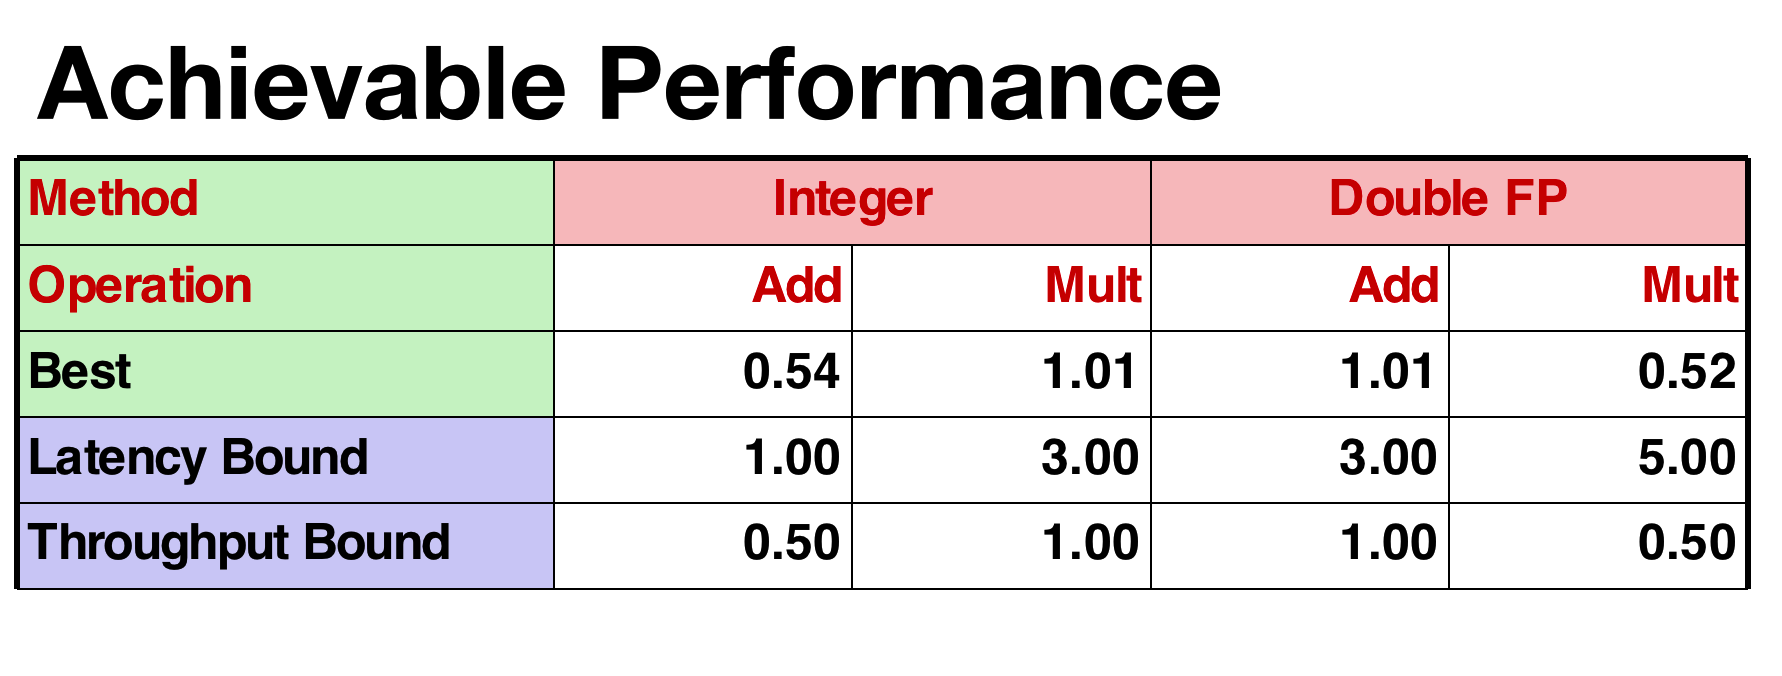 Achievable Performance
Method Integer Double FP
Operation Add Mult Add Mult
Best 0.54 1.01 1.01 0.52
Latency Bound 1.00 3.00 3.00 5.00
Throughput Bound 0.50 1.00 1.00 0.50